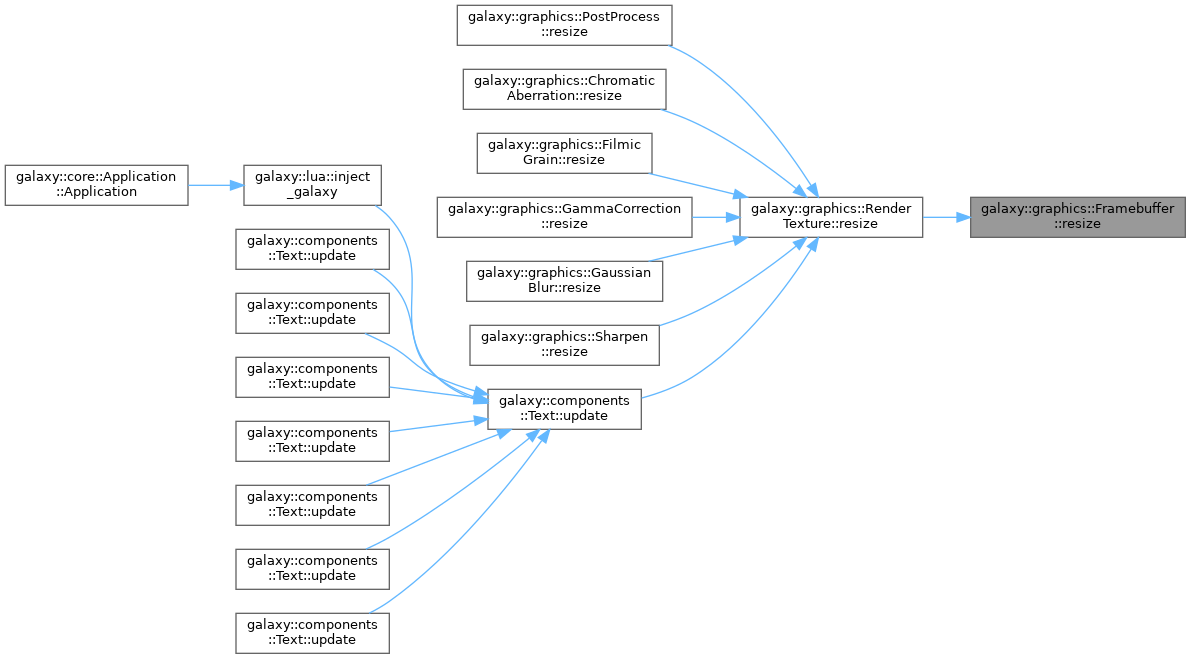 galaxy::graphics::PostProcess
::resize
galaxy::graphics::Chromatic
Aberration::resize
galaxy::graphics::Filmic
Grain::resize
galaxy::core::Application
::Application
galaxy::lua::inject
_galaxy
galaxy::graphics::GammaCorrection
::resize
galaxy::graphics::Render
Texture::resize
galaxy::graphics::Framebuffer
::resize
galaxy::components
::Text::update
galaxy::graphics::Gaussian
Blur::resize
galaxy::components
::Text::update
galaxy::graphics::Sharpen
::resize
galaxy::components
::Text::update
galaxy::components
::Text::update
galaxy::components
::Text::update
galaxy::components
::Text::update
galaxy::components
::Text::update
galaxy::components
::Text::update